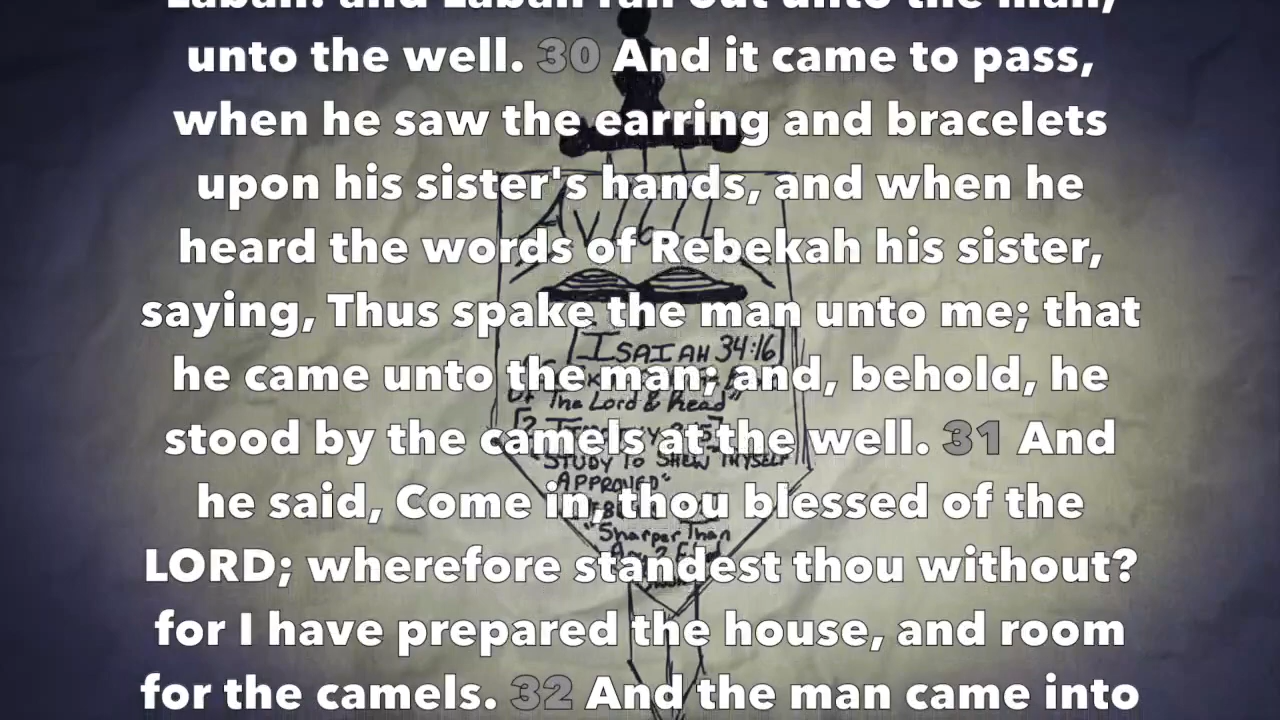 Laban: and Laban ran out unto the man,
unto the well. 30 And it came to pass,
when he saw the earring and bracelets
upon his sister's hands, and when he
heard the words of Rebekah his sister,
saying, Thus spake the man unto me; that
he came unto the man; and, behold, he
stood by the camels at the well. 31 And
he said, Come in, thou blessed of the
LORD; wherefore standest thou without?
for I have prepared the house, and room
for the camels. 32 And the man came into
[ISAIAH 34:16]
Of The Lord & Read"
"STUDY TO SHEW THYSELF
APPROVED"
"Sharper Than